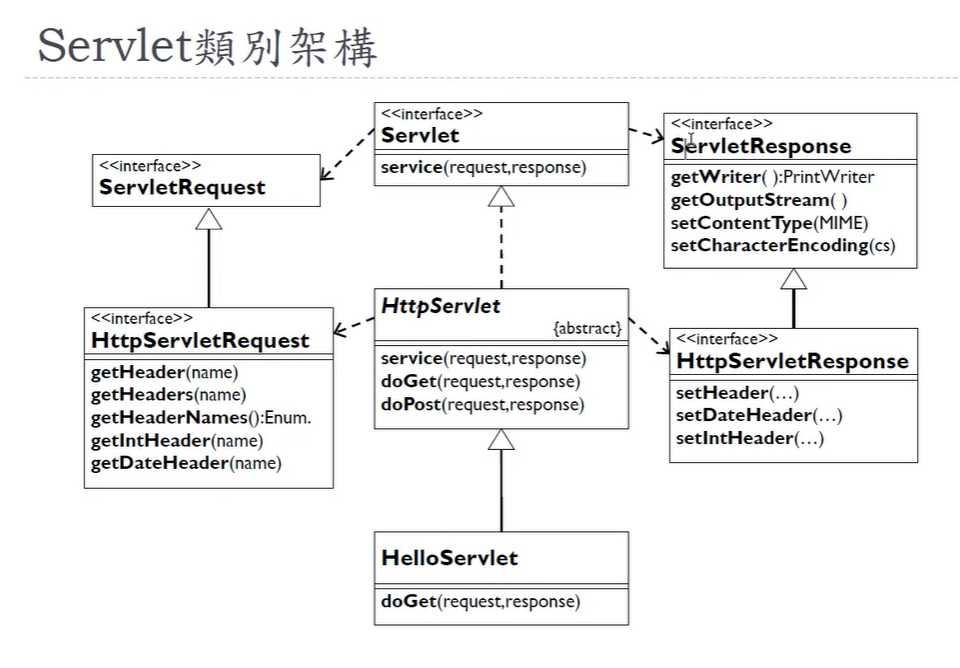 Servlet類別架構
<<interface>>
Servlet
service(request,response)
<<interface>>
ServletRequest
<<interface>>
ServletResponse
getWriter( ):PrintWriter
getOutputStream( )
setContentType(MIME)
setCharacterEncoding(cs)
<<interface>>
HttpServletRequest
getHeader(name)
getHeaders(name)
getHeaderNames():Enum.
getIntHeader(name)
getDateHeader(name)
HttpServlet
{abstract}
service(request,response)
doGet(request,response)
doPost(request,response)
<<interface>>
HttpServletResponse
setHeader(…)
setDateHeader(…)
setIntHeader(…)
HelloServlet
doGet(request,response)